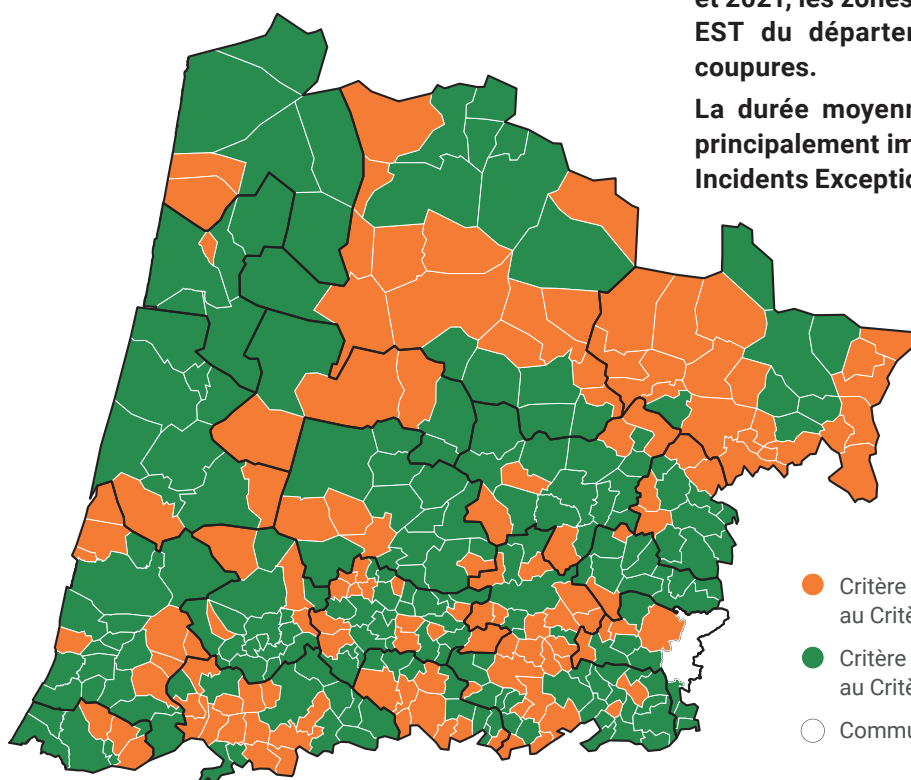 et 2021, les zones
EST du départem
coupures.
La durée moyenn
principalement im
Incidents Exceptic
Critère
au Critè
Critère
au Critè
Commu